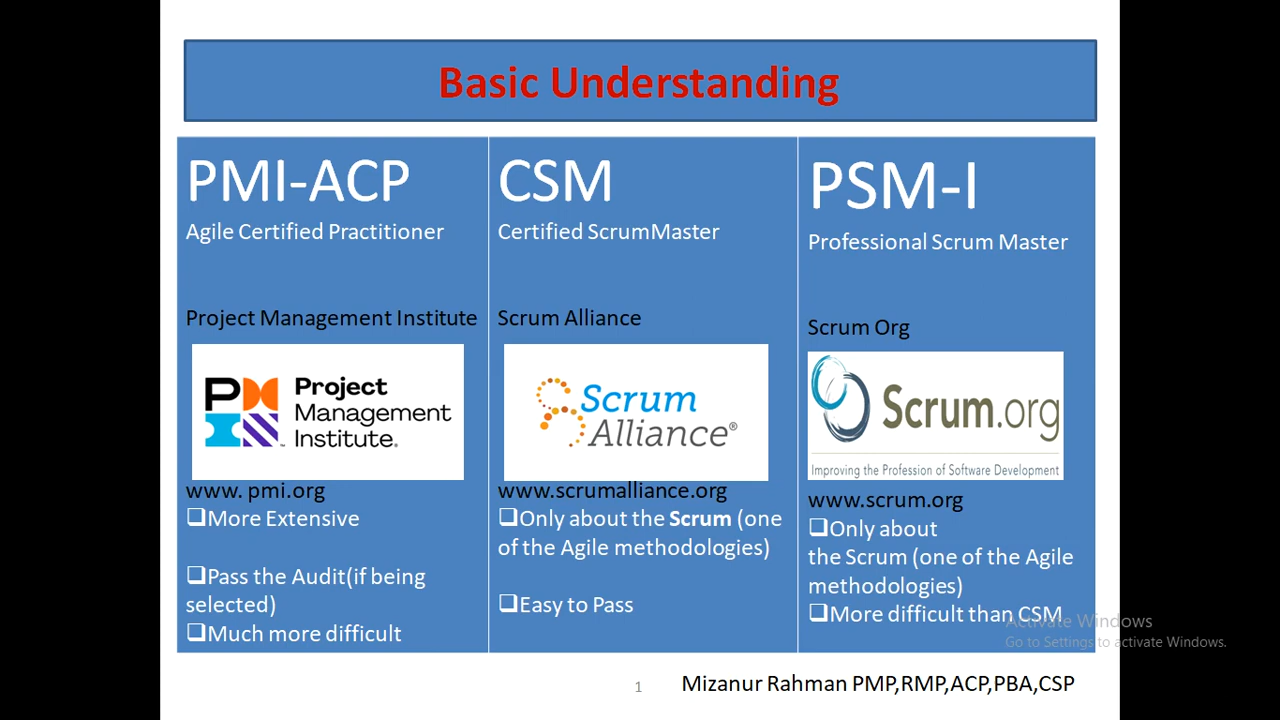 Basic Understanding
PMI-ACP
Agile Certified Practitioner
Project Management Institute
PMI™
Project
Management
Institute®
www. pmi.org
❑More Extensive
❑Pass the Audit(if being
selected)
❑Much more difficult
CSM
Certified ScrumMaster
Scrum Alliance
Scrum
Alliance®
www.scrumalliance.org
❑Only about the Scrum (one
of the Agile methodologies)
❑Easy to Pass
PSM-I
Professional Scrum Master
Scrum Org
Scrum.org
Improving the Profession of Software Development
www.scrum.org
❑Only about
the Scrum (one of the Agile
methodologies)
❑More difficult than CSM
Activate Windows
Go to Settings to activate Windows.
1
Mizanur Rahman PMP,RMP,ACP,PBA,CSP